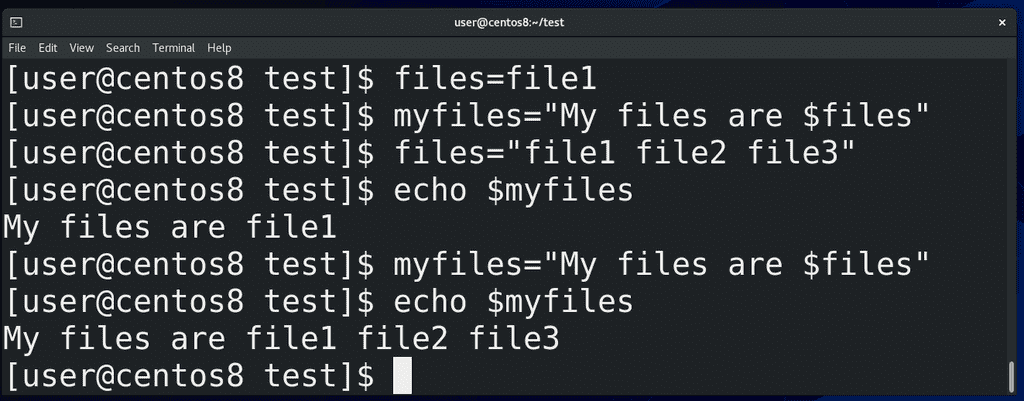 user@centos8:~/test
File Edit View Search Terminal Help
[user@centos8 test]$ files=file1
[user@centos8 test]$ myfiles="My files are $files"
[user@centos8 test]$ files="file1 file2 file3"
[user@centos8 test]$ echo $myfiles
My files are file1
[user@centos8 test]$ myfiles="My files are $files"
[user@centos8 test]$ echo $myfiles
My files are file1 file2 file3
[user@centos8 test]$